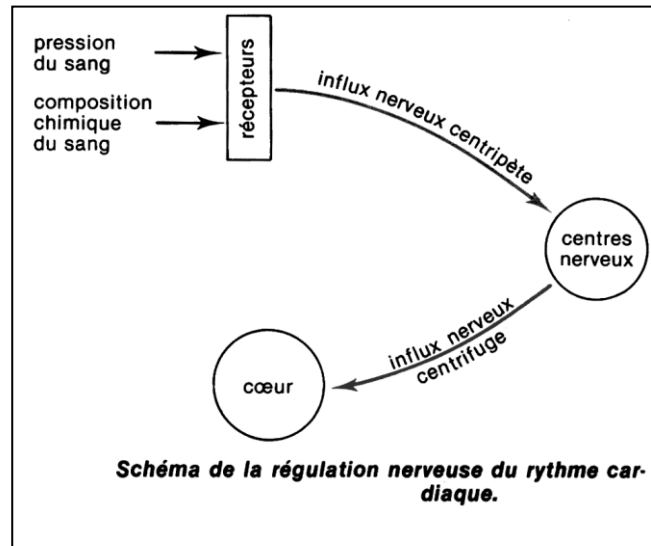 pression
du sang
composition
chimique
du sang
récepteurs
influx nerveux centripète
centres
nerveux
influx nerveux
centrifuge
cœur
Schéma de la régulation nerveuse du rythme car-
diaque.